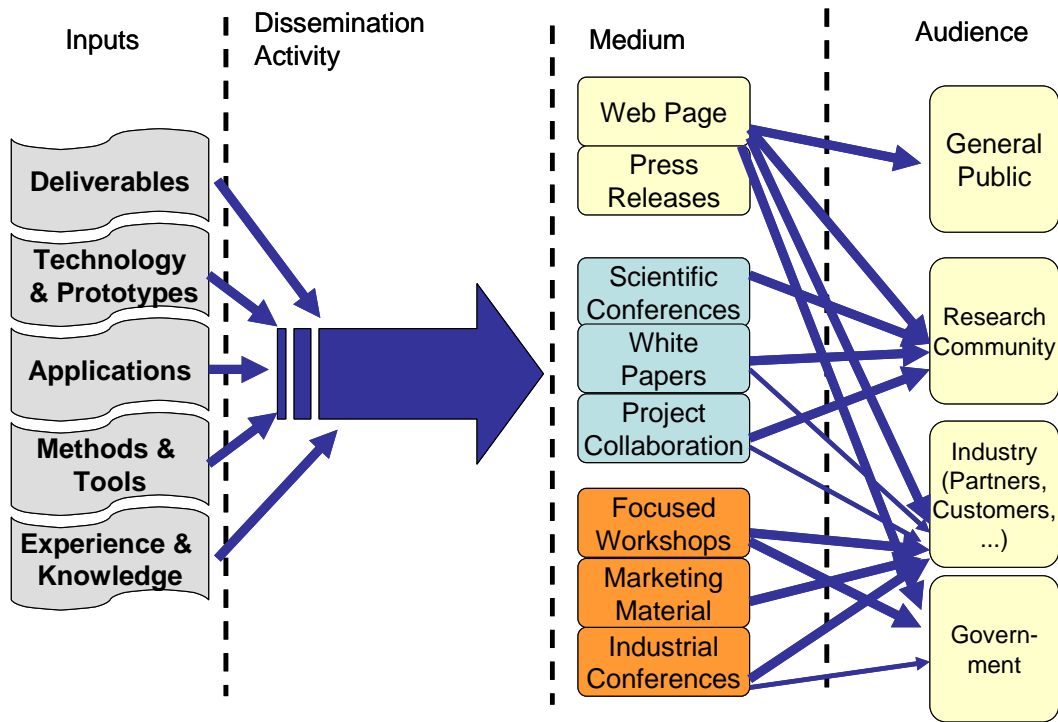 Inputs
Dissemination
Activity
Medium
Audience
Deliverables
Technology
& Prototypes
Applications
Methods &
Tools
Experience &
Knowledge
Web Page
Press
Releases
Scientific
Conferences
White
Papers
Project
Collaboration
Focused
Workshops
Marketing
Material
Industrial
Conferences
General
Public
Research
Community
Industry
(Partners,
Customers,
...)
Govern-
ment